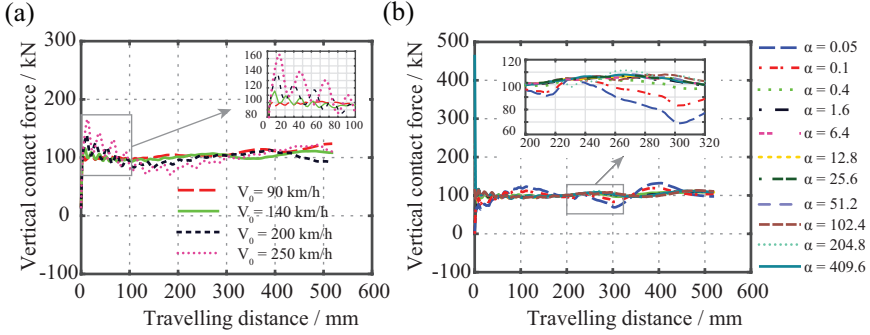 (a)
Vertical contact force / kN
300
200
100
0
-100
0 100 200 300 400 500 600
Travelling distance / mm
160
140
120
100
80
0 20 40 60 80 100
V0= 90 km/h
V0= 140 km/h
V0= 200 km/h
V0= 250 km/h
(b)
Vertical contact force / kN
500
400
300
200
100
0
-100
0 100 200 300 400 500 600
Travelling distance / mm
120
100
80
60
200 220 240 260 280 300 320
α = 0.05
α = 0.1
α = 0.4
α = 1.6
α = 6.4
α = 12.8
α = 25.6
α = 51.2
α = 102.4
α = 204.8
α = 409.6